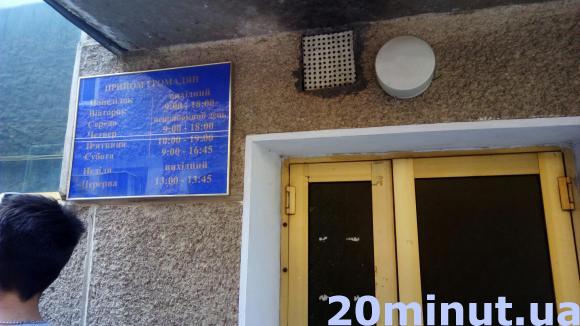 ПРИЙОМ ГРОМАДЯН
Понеділок вихідний
Вівторок 9:00 - 18:00
Середа неприйомний день
Четвер 9:00 - 18:00
П'ятниця 10:00 - 19:00
Субота 9:00 - 16:45
Неділя вихідний
Перерва 13:00 - 13:45
20minut.ua